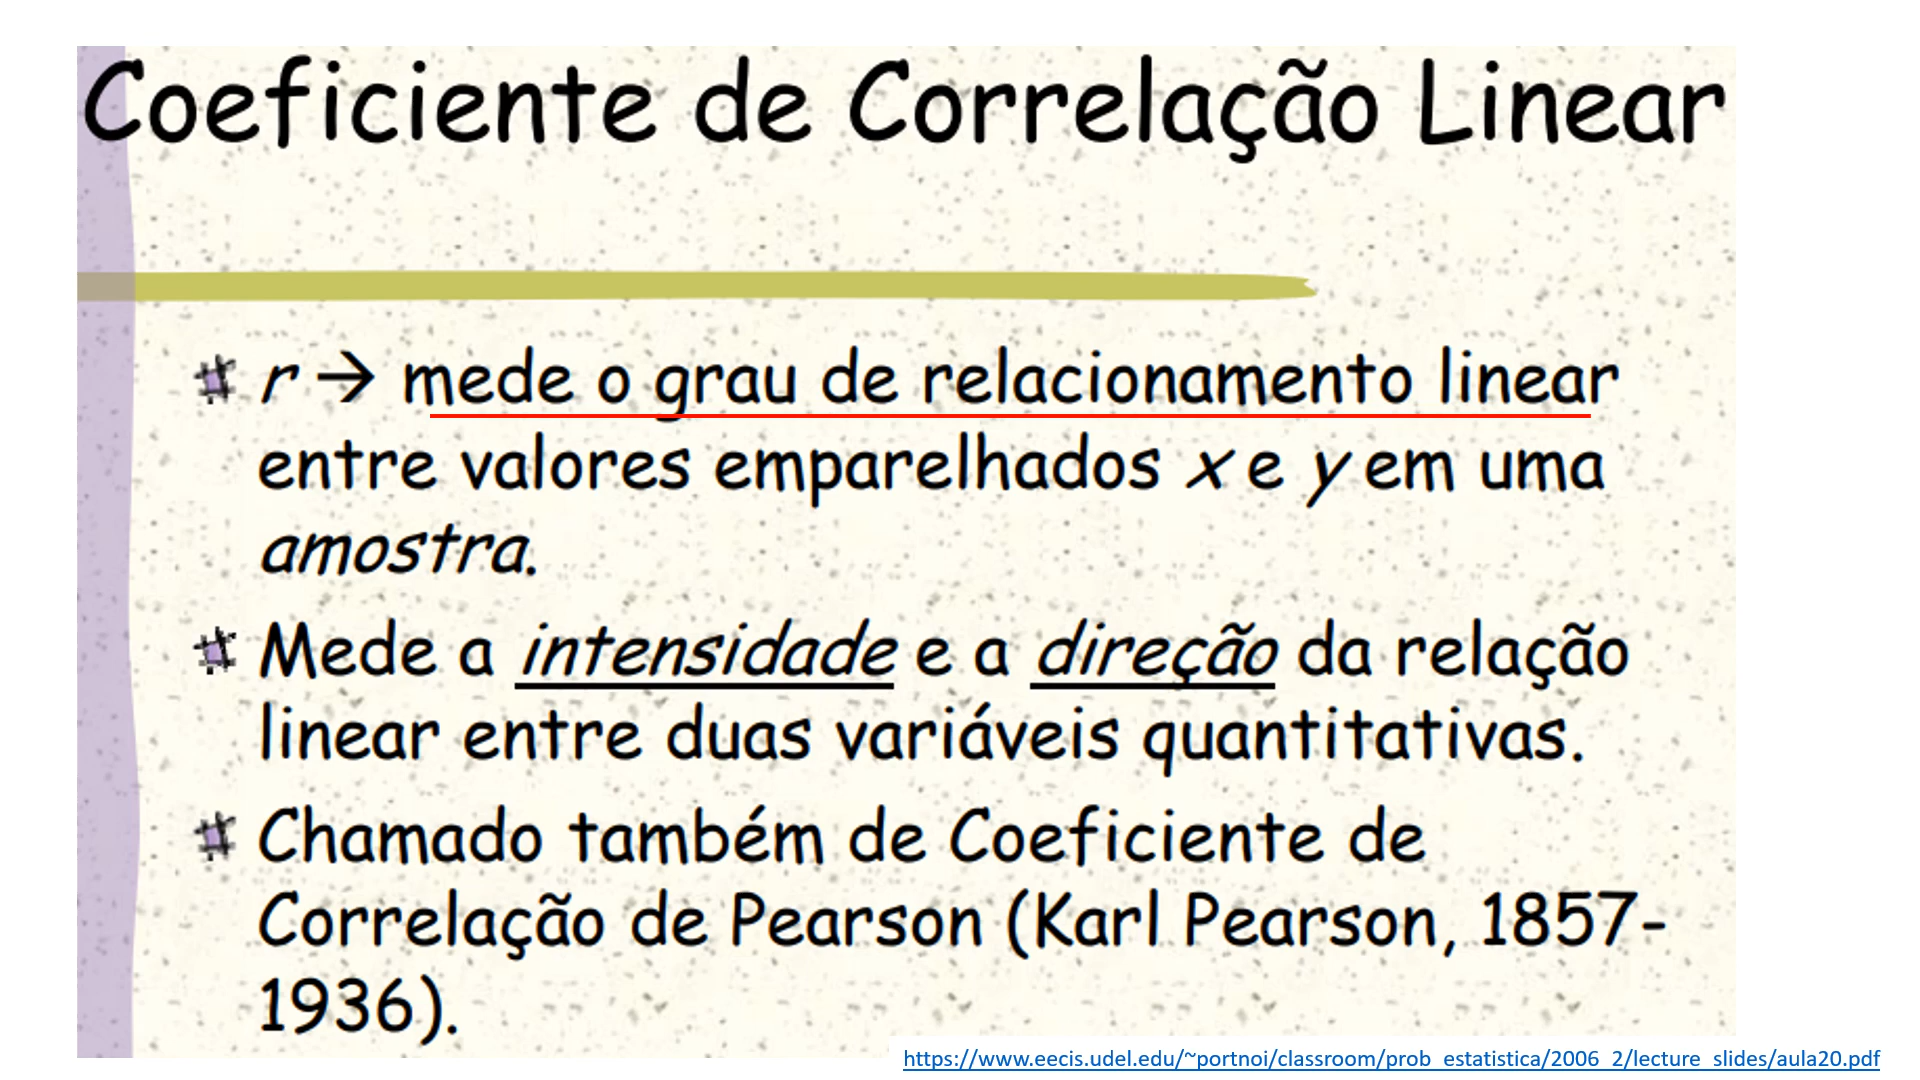 Coeficiente de Correlação Linear
r → mede o grau de relacionamento linear
entre valores emparelhados x e y em uma
amostra.
Mede a intensidade e a direção da relação
linear entre duas variáveis quantitativas.
Chamado também de Coeficiente de
Correlação de Pearson (Karl Pearson, 1857-
1936).
https://www.eecis.udel.edu/~portnoi/classroom/prob_estatistica/2006_2/lecture_slides/aula20.pdf